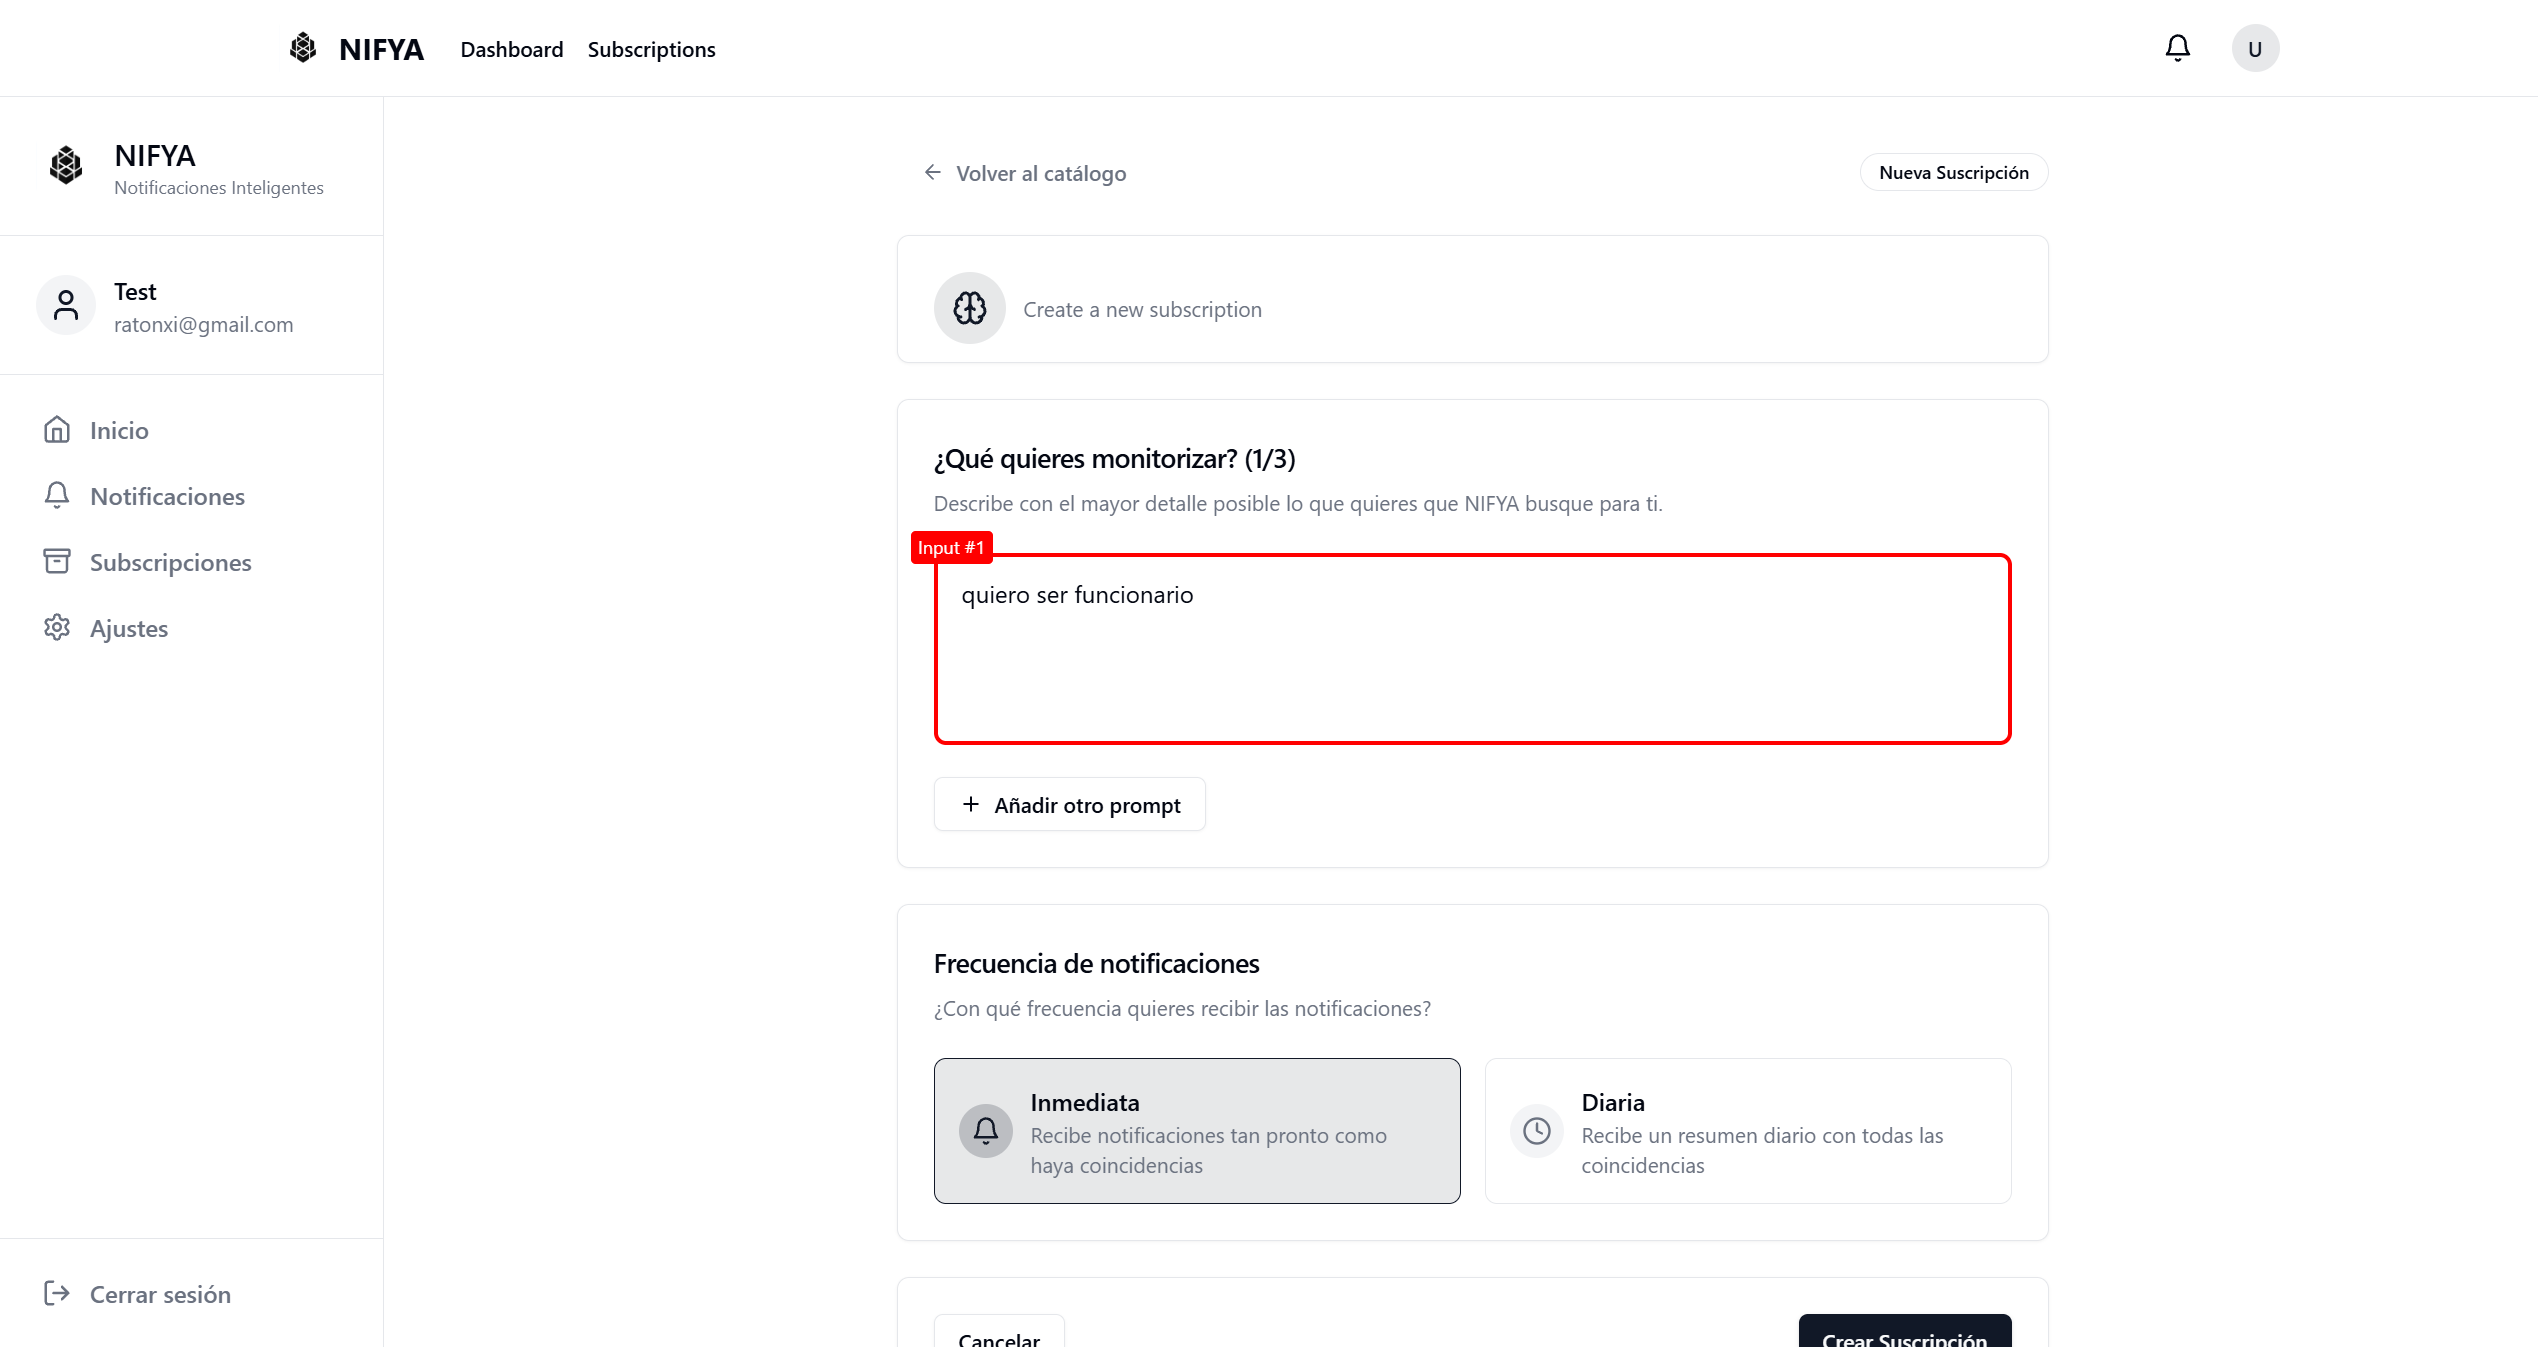 NIFYA
Dashboard
Subscriptions
U
NIFYA
Notificaciones Inteligentes
Test
ratonxi@gmail.com
Inicio
Notificaciones
Subscripciones
Ajustes
Cerrar sesión
Volver al catálogo
Nueva Suscripción
Create a new subscription
¿Qué quieres monitorizar? (1/3)
Describe con el mayor detalle posible lo que quieres que NIFYA busque para ti.
Input #1
quiero ser funcionario
Añadir otro prompt
Frecuencia de notificaciones
¿Con qué frecuencia quieres recibir las notificaciones?
Inmediata
Recibe notificaciones tan pronto como
haya coincidencias
Diaria
Recibe un resumen diario con todas las
coincidencias
Cancelar
Crear Suscripción